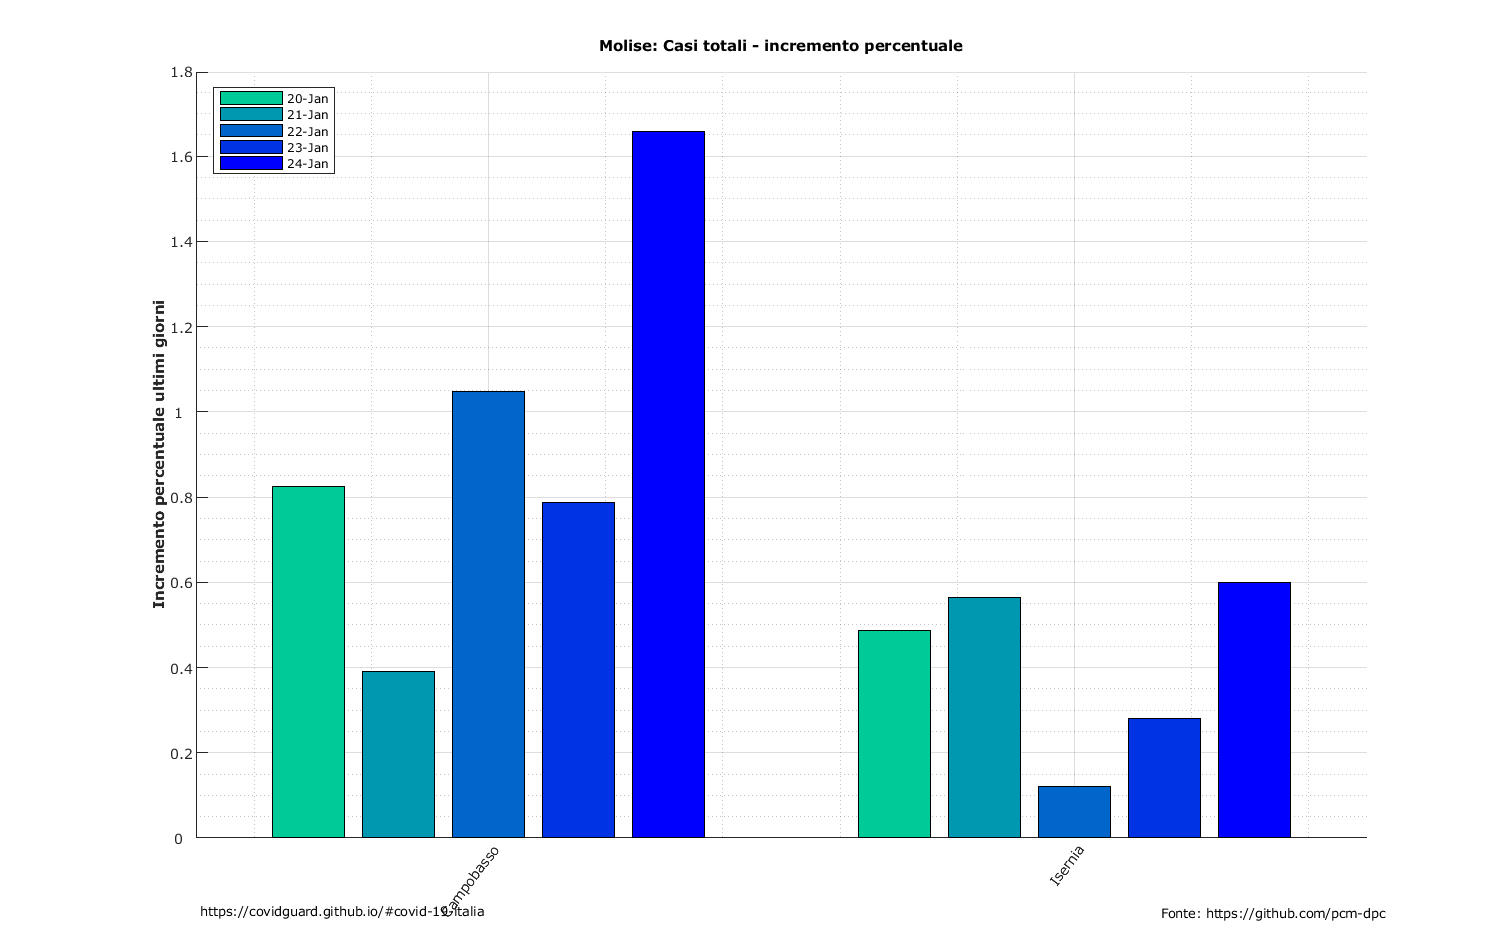 Molise: Casi totali - incremento percentuale
Incremento percentuale ultimi giorni
1.8
1.6
1.4
1.2
1
0.8
0.6
0.4
0.2
0
20-Jan
21-Jan
22-Jan
23-Jan
24-Jan
Campobasso
Isernia
https://covidguard.github.io/#covid-19-italia
Fonte: https://github.com/pcm-dpc